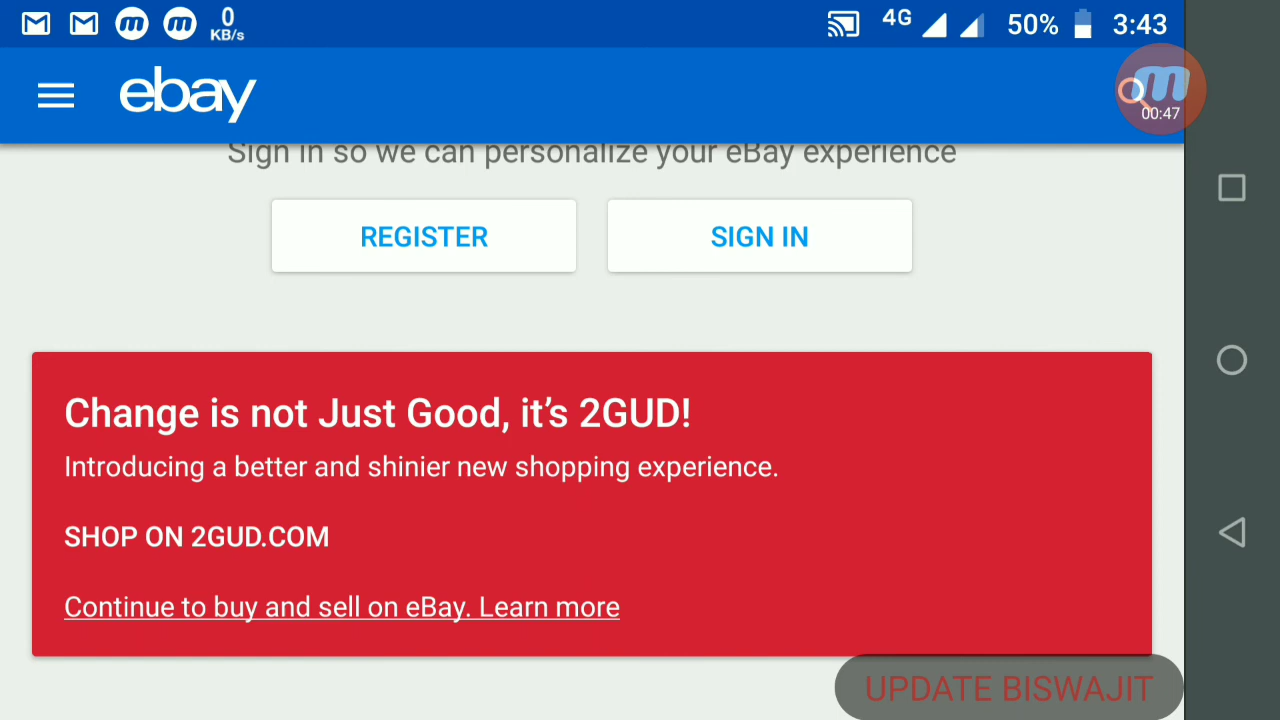 0
KB/s
4G
50%
3:43
ebay
m
00:47
Sign in so we can personalize your eBay experience
REGISTER
SIGN IN
Change is not Just Good, it’s 2GUD!
Introducing a better and shinier new shopping experience.
SHOP ON 2GUD.COM
Continue to buy and sell on eBay. Learn more
UPDATE BISWAJIT